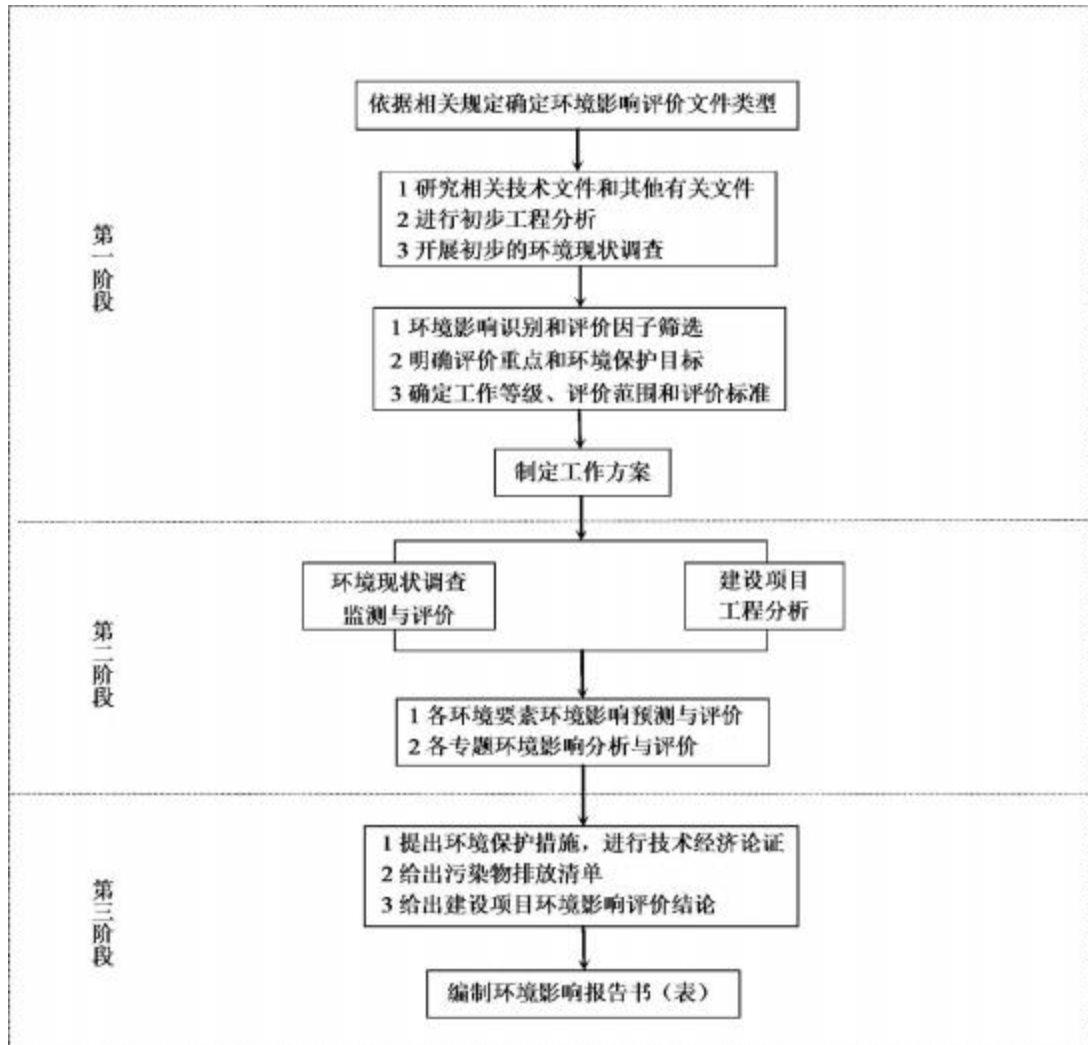 依据相关规定确定环境影响评价文件类型
1 研究相关技术文件和其他有关文件
2 进行初步工程分析
3 开展初步的环境现状调查
第一阶段
1 环境影响识别和评价因子筛选
2 明确评价重点和环境保护目标
3 确定工作等级、评价范围和评价标准
制定工作方案
环境现状调查
监测与评价
建设项目
工程分析
第二阶段
1 各环境要素环境影响预测与评价
2 各专题环境影响分析与评价
1 提出环境保护措施，进行技术经济论证
2 给出污染物排放清单
3 给出建设项目环境影响评价结论
第三阶段
编制环境影响报告书（表）